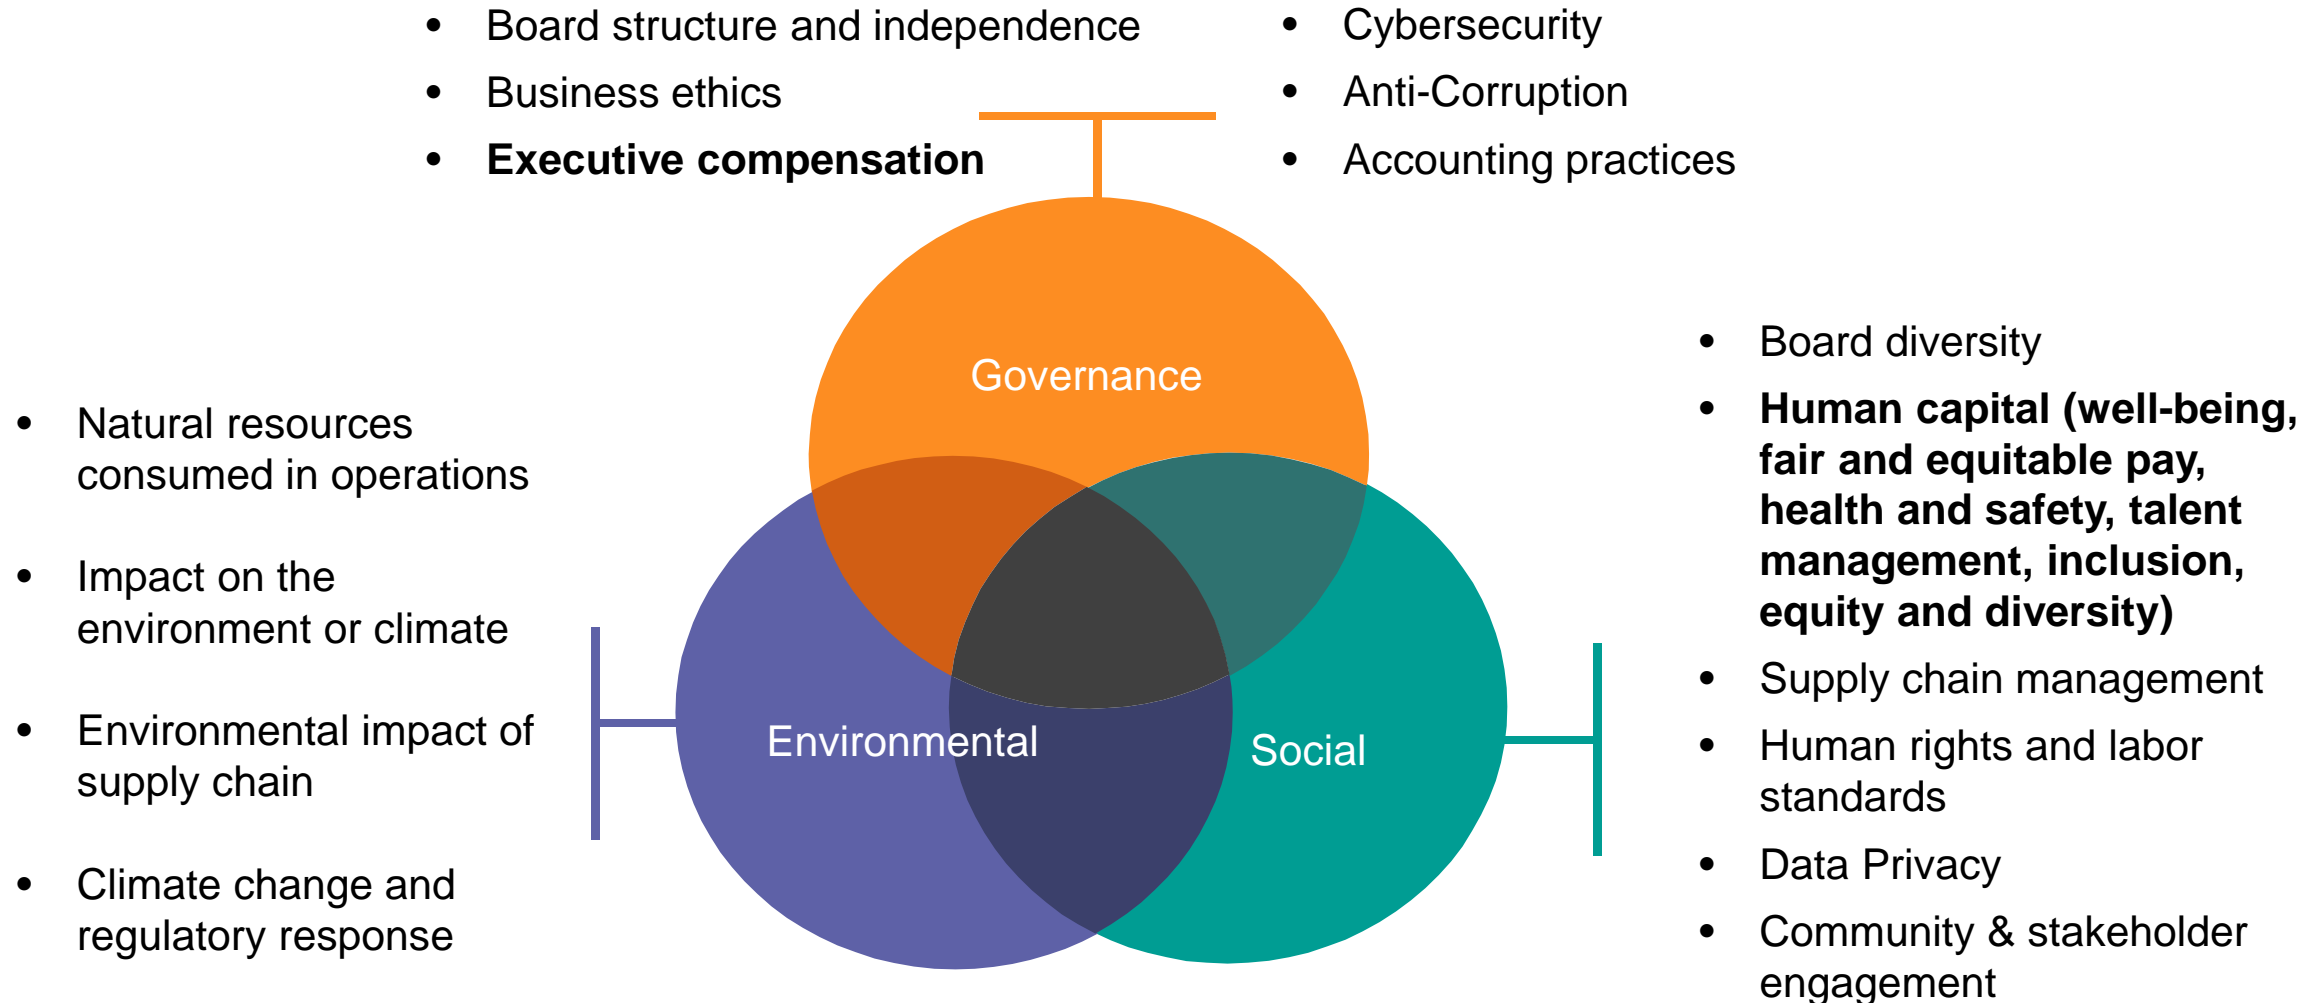 • Board structure and independence
• Business ethics
• Executive compensation
• Cybersecurity
• Anti-Corruption
• Accounting practices
Governance
• Natural resources
consumed in operations
• Impact on the
environment or climate
• Environmental impact of
supply chain
• Climate change and
regulatory response
Environmental
Social
• Board diversity
• Human capital (well-being,
fair and equitable pay,
health and safety, talent
management, inclusion,
equity and diversity)
• Supply chain management
• Human rights and labor
standards
• Data Privacy
• Community & stakeholder
engagement